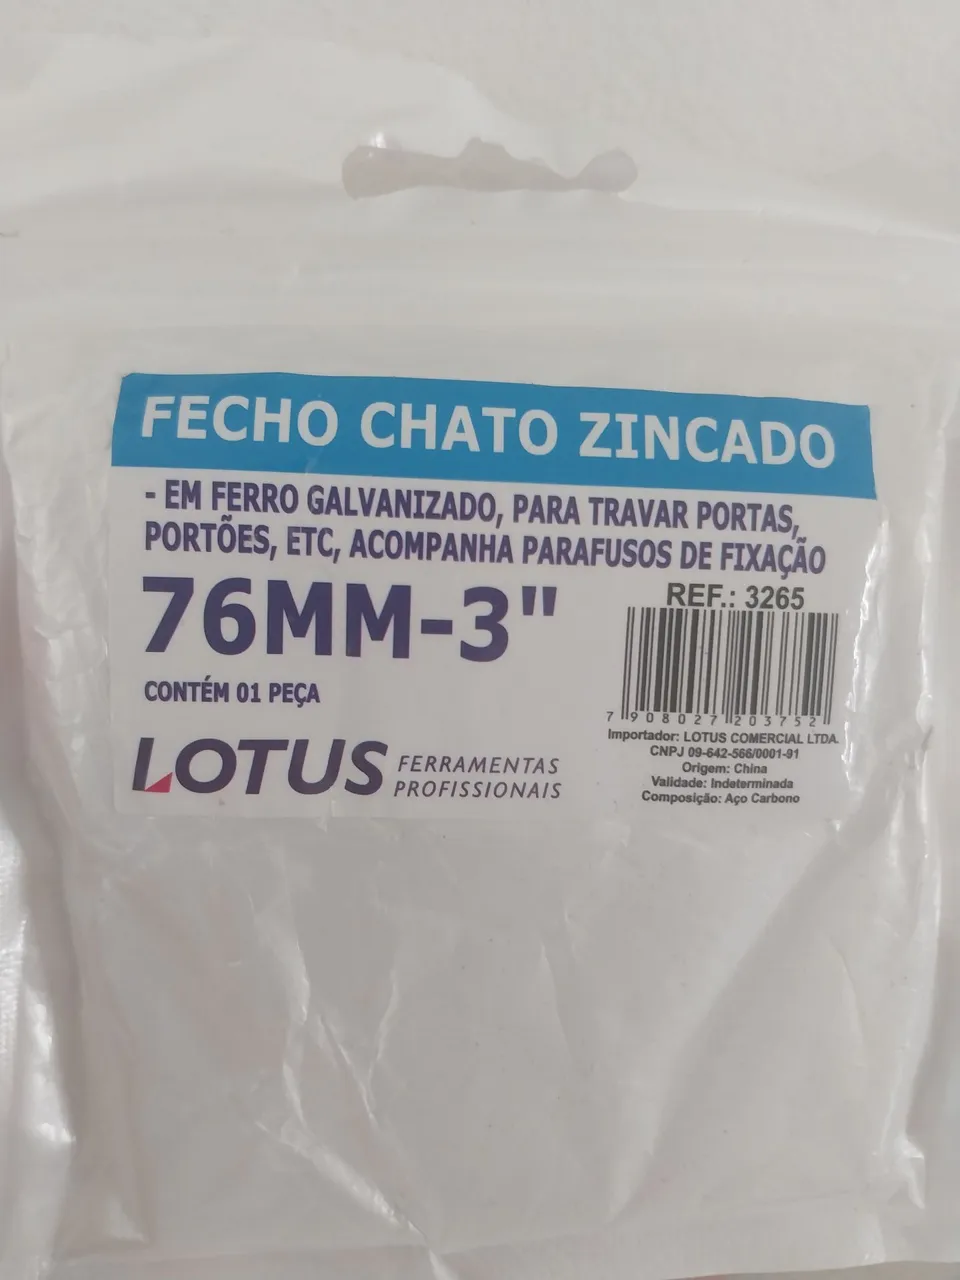 FECHO CHATO ZINCADO
- EM FERRO GALVANIZADO, PARA TRAVAR PORTAS,
PORTÕES, ETC, ACOMPANHA PARAFUSOS DE FIXAÇÃO
76MM-3"
CONTÉM 01 PEÇA
REF.: 3265
7 908027 203752
Importador: LOTUS COMERCIAL LTDA.
CNPJ 09-642-566/0001-91
Origem: China
Validade: Indeterminada
Composição: Aço Carbono
LOTUS FERRAMENTAS
PROFISSIONAIS